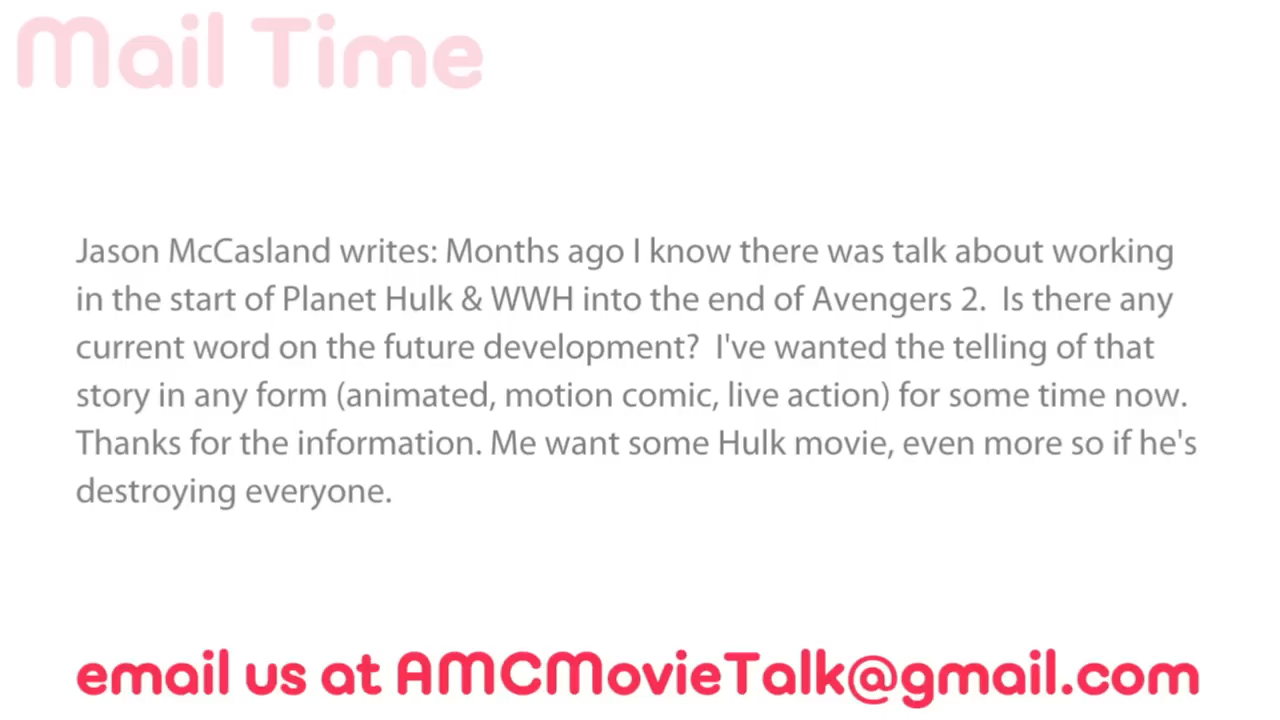 Mail Time
Jason McCasland writes: Months ago I know there was talk about working
in the start of Planet Hulk & WWH into the end of Avengers 2.  Is there any
current word on the future development?  I've wanted the telling of that
story in any form (animated, motion comic, live action) for some time now.
Thanks for the information. Me want some Hulk movie, even more so if he's
destroying everyone.
email us at AMCMovieTalk@gmail.com